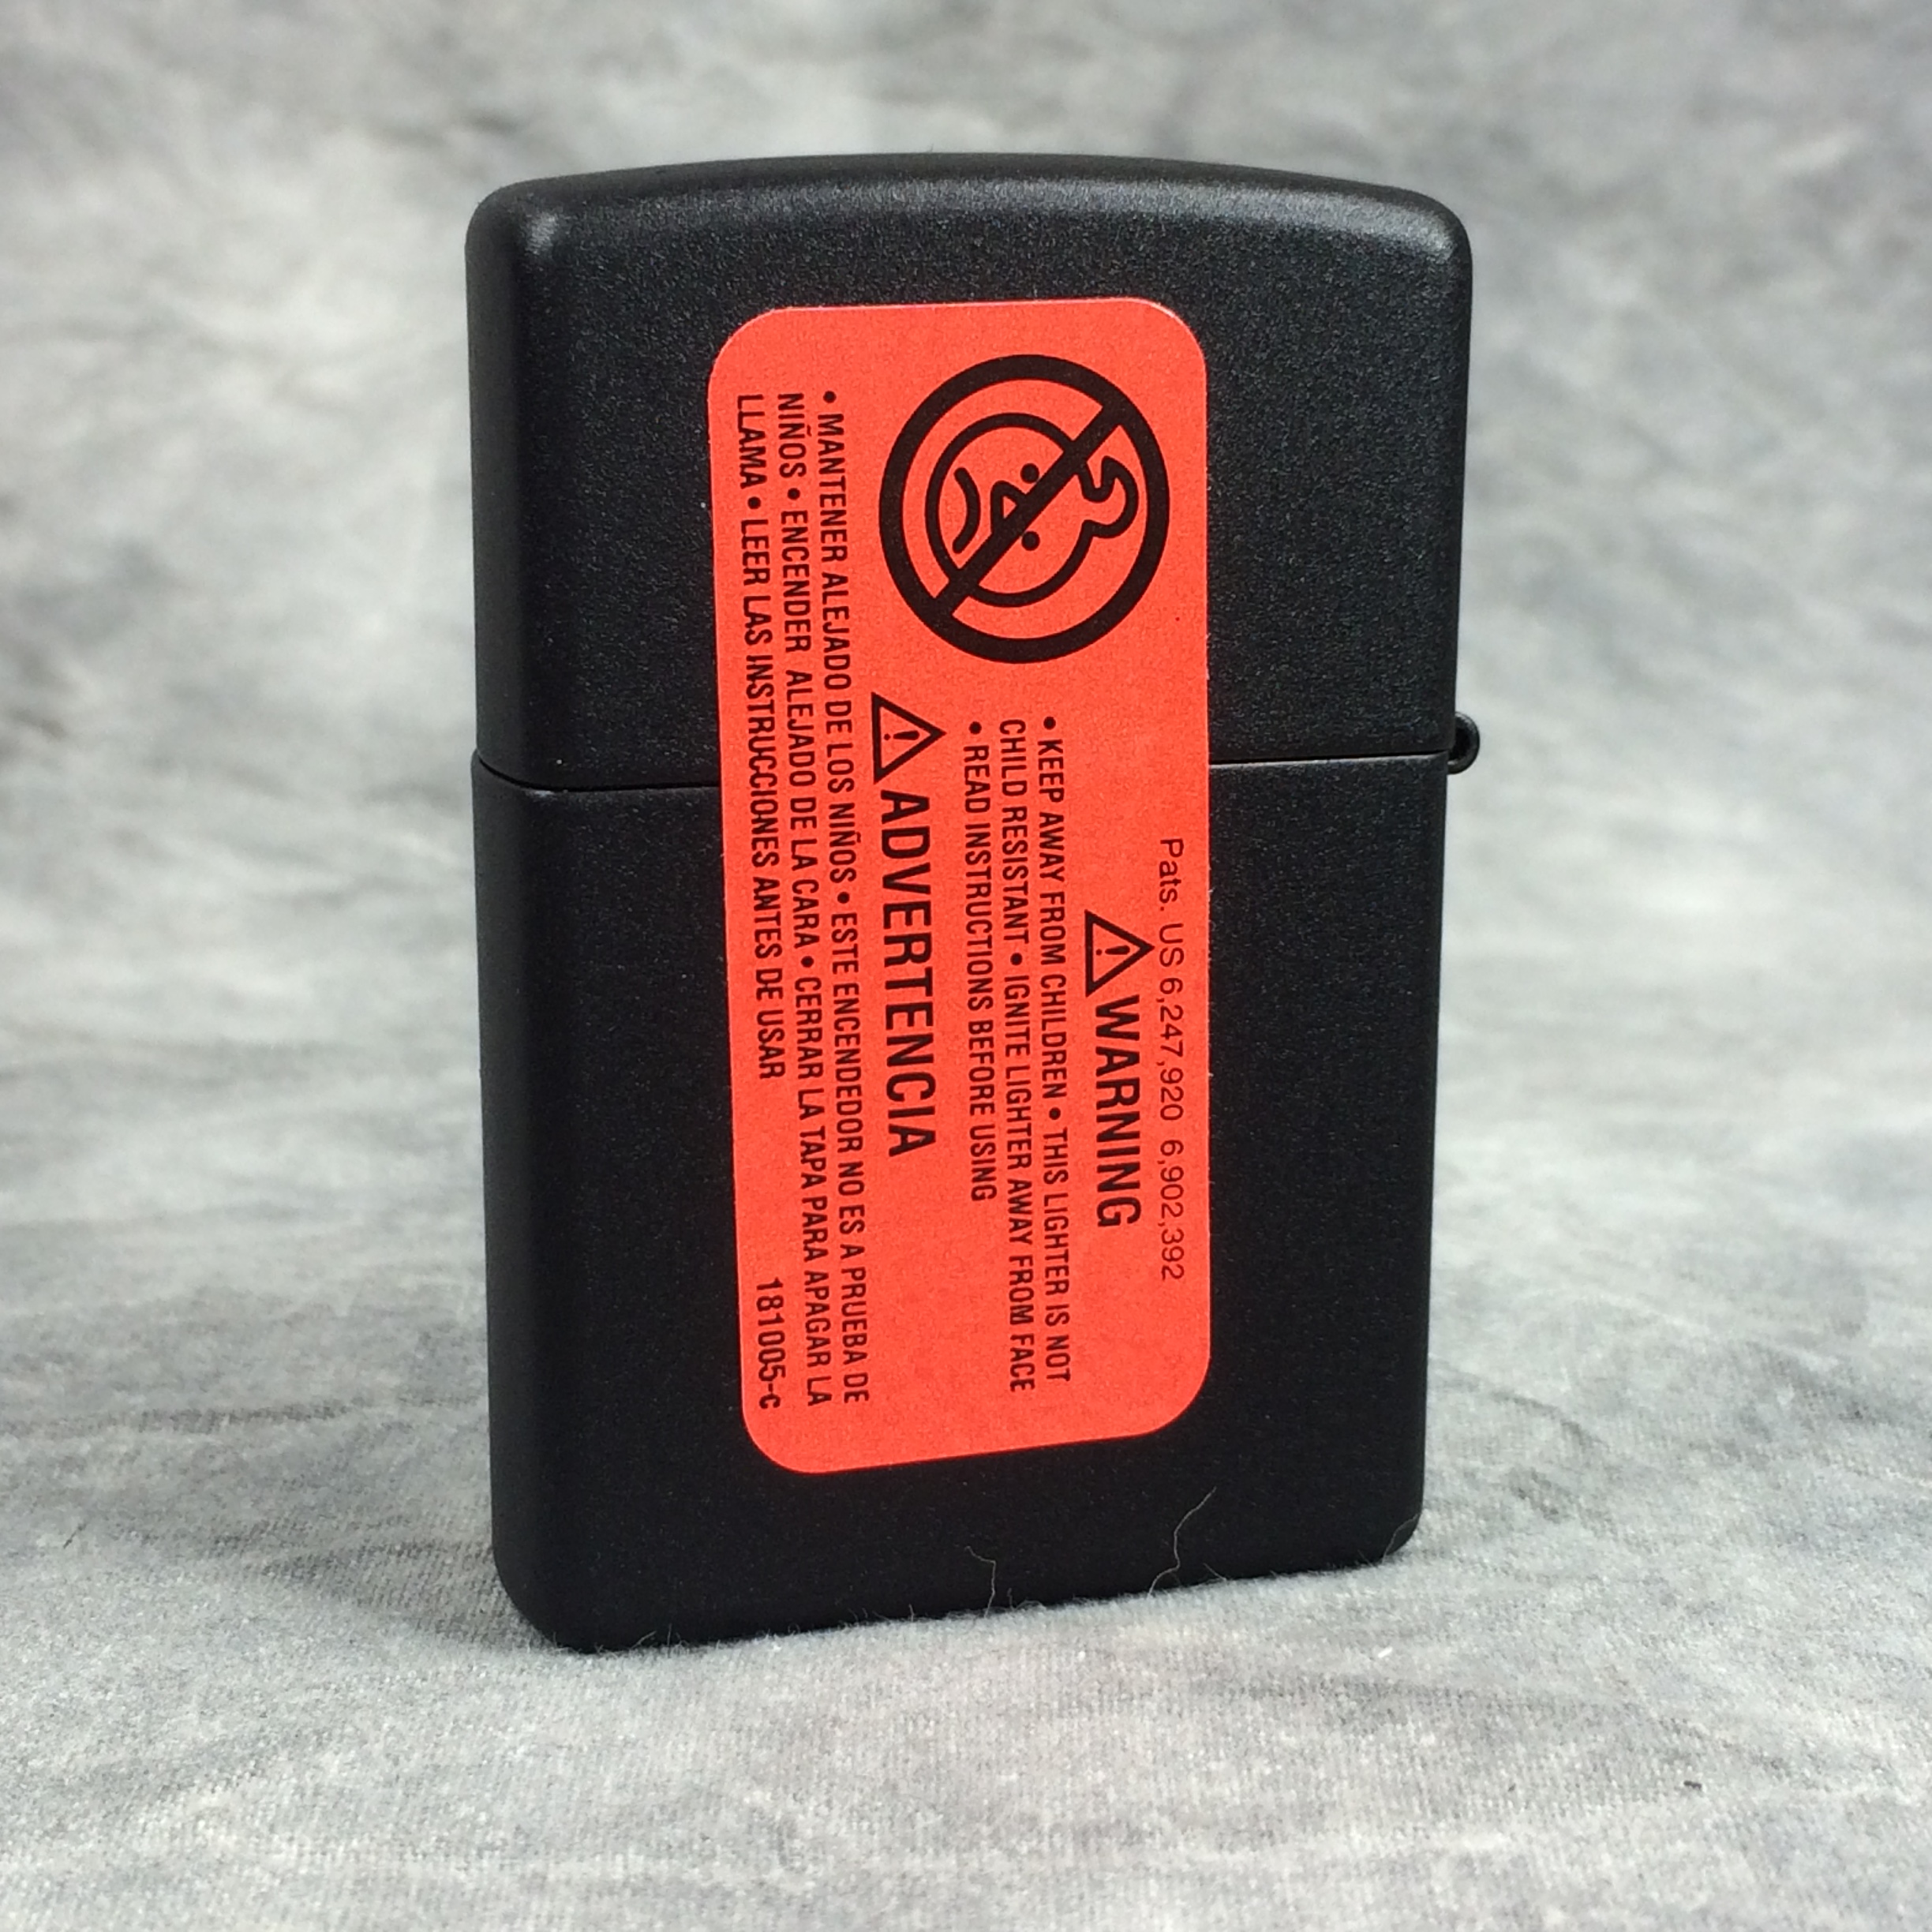 Pats. US 6,247,920 6,902,392
WARNING
• KEEP AWAY FROM CHILDREN • THIS LIGHTER IS NOT
CHILD RESISTANT • IGNITE LIGHTER AWAY FROM FACE
• READ INSTRUCTIONS BEFORE USING
ADVERTENCIA
• MANTENER ALEJADO DE LOS NIÑOS • ESTE ENCENDEDOR NO ES A PRUEBA DE
NIÑOS • ENCENDER ALEJADO DE LA CARA • CERRAR LA TAPA PARA APAGAR LA
LLAMA • LEER LAS INSTRUCCIONES ANTES DE USAR
181005-c